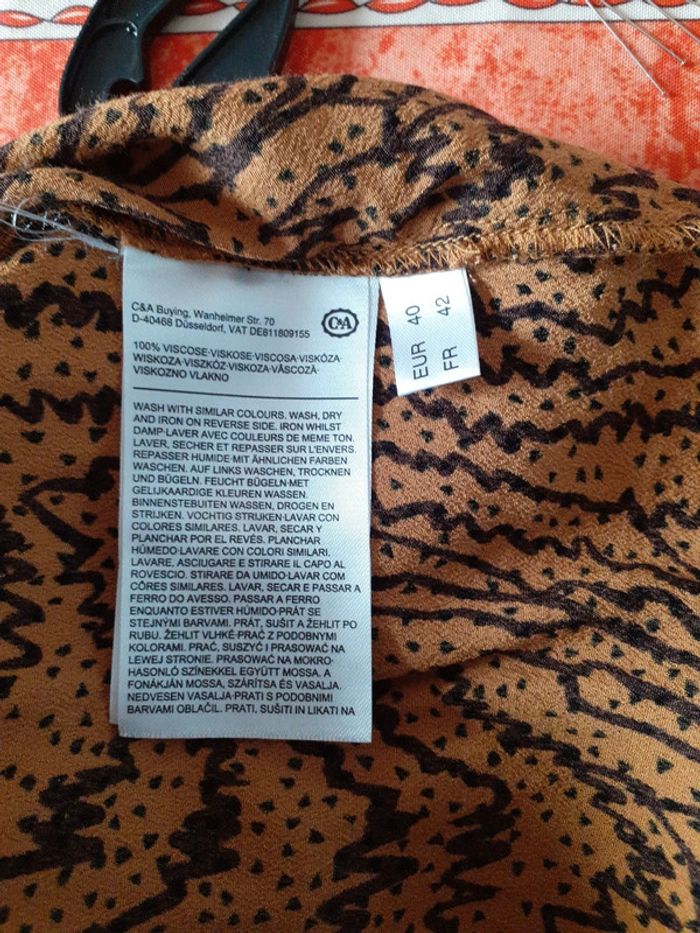 C&A Buying, Wanheimer Str. 70
D-40468 Düsseldorf, VAT DE811809155
C&A
100% VISCOSE·VISKOSE·VISCOSA·VISKÓZA·
WISKOZA·VISZKÓZ·VISKOZA·VÂSCOZĂ·
VISKOZNO VLAKNO
WASH WITH SIMILAR COLOURS. WASH, DRY
AND IRON ON REVERSE SIDE. IRON WHILST
DAMP·LAVER AVEC COULEURS DE MEME TON.
LAVER, SECHER ET REPASSER SUR L'ENVERS.
REPASSER HUMIDE·MIT ÄHNLICHEN FARBEN
WASCHEN. AUF LINKS WASCHEN, TROCKNEN
UND BÜGELN. FEUCHT BÜGELN·MET
GELIJKAARDIGE KLEUREN WASSEN.
BINNENSTEBUITEN WASSEN, DROGEN EN
STRIJKEN. VOCHTIG STRIJKEN·LAVAR CON
COLORES SIMILARES. LAVAR, SECAR Y
PLANCHAR POR EL REVÉS. PLANCHAR
HÚMEDO·LAVARE CON COLORI SIMILARI.
LAVARE, ASCIUGARE E STIRARE IL CAPO AL
ROVESCIO. STIRARE DA UMIDO·LAVAR COM
CÔRES SIMILARES. LAVAR, SECAR E PASSAR A
FERRO DO AVESSO. PASSAR A FERRO
ENQUANTO ESTIVER HÚMIDO·PRÁT SE
STEJNÝMI BARVAMI. PRÁT, SUŠIT A ŽEHLIT PO
RUBU. ŽEHLIT VLHKÉ·PRAĆ Z PODOBNYMI
KOLORAMI. PRAĆ, SUSZYĆ I PRASOWAĆ NA
LEWEJ STRONIE. PRASOWAĆ NA MOKRO·
HASONLÓ SZÍNEKKEL EGYÜTT MOSSA. A
FONÁKJÁN MOSSA, SZÁRÍTSA ÉS VASALJA.
NEDVESEN VASALJA·PRATI S PODOBNIMI
BARVAMI OBLAČIL. PRATI, SUŠITI IN LIKATI NA
EUR 40
FR 42